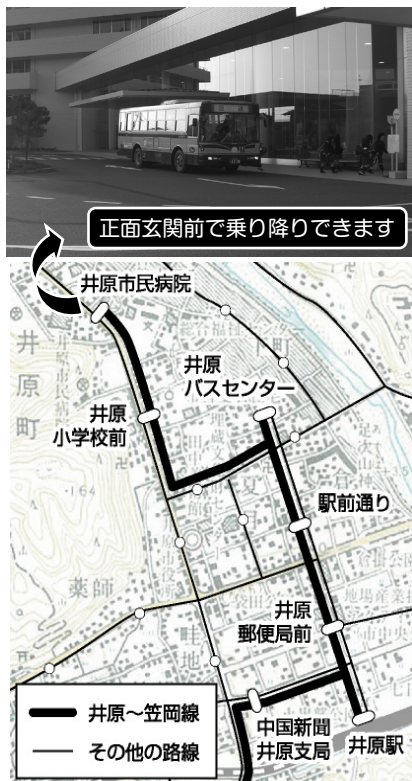 正面玄関前で乗り降りできます
井原市民病院
井原
バスセンター
井原町
井原
小学校前
下町
駅前通り
164
薬師
井原
郵便局前
中国新聞
井原支局
井原駅
井原~笠岡線
その他の路線